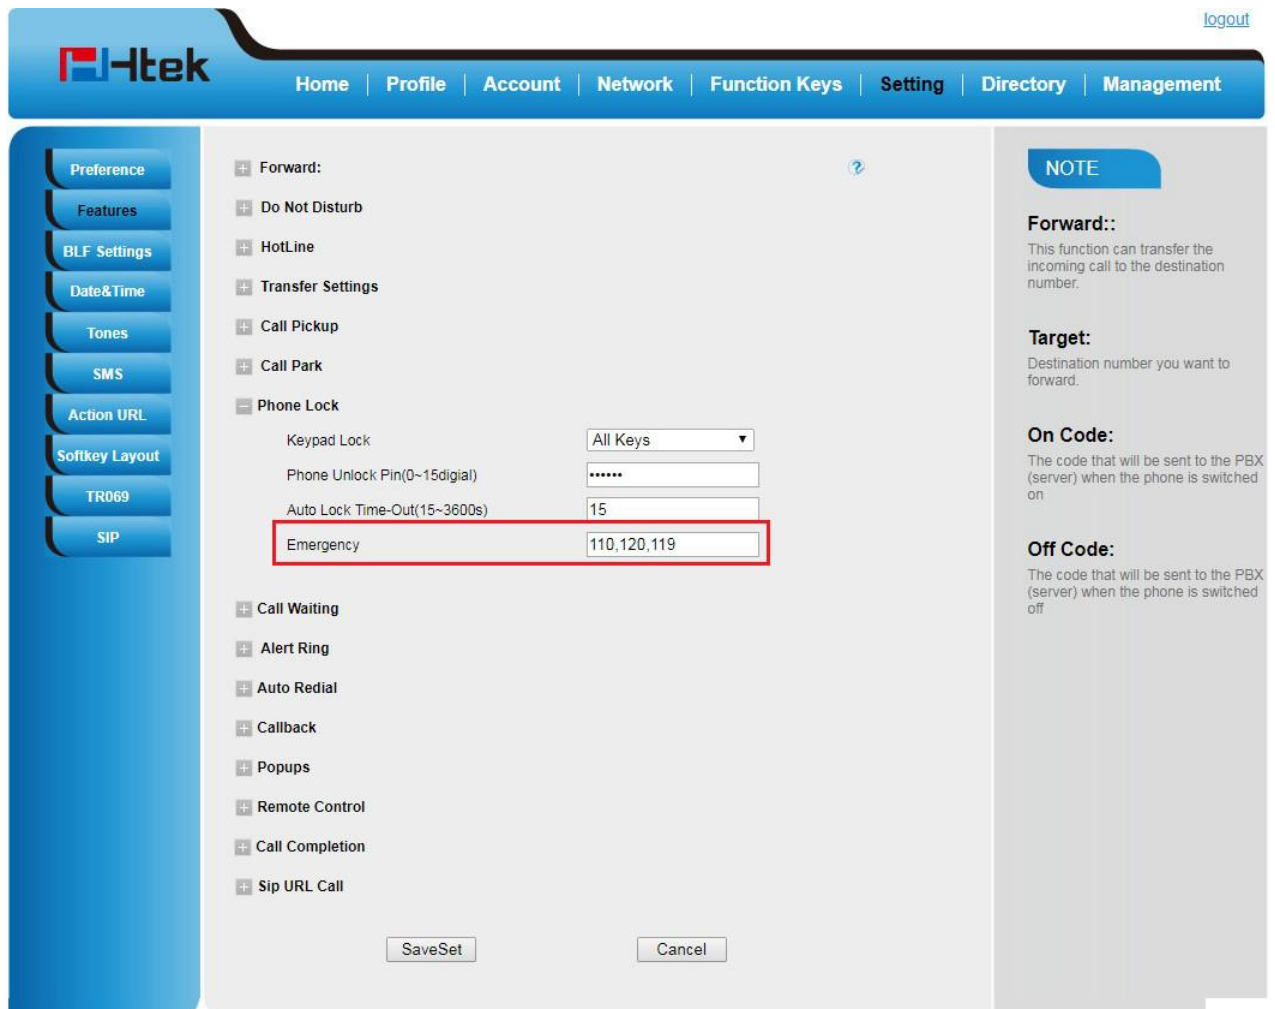 logout
Htek
Home | Profile | Account | Network | Function Keys | Setting | Directory | Management
Preference
Features
BLF Settings
Date&Time
Tones
SMS
Action URL
Softkey Layout
TR069
SIP
Forward:
Do Not Disturb
HotLine
Transfer Settings
Call Pickup
Call Park
Phone Lock
Keypad Lock All Keys
Phone Unlock Pin(0~15digial) ••••••
Auto Lock Time-Out(15~3600s) 15
Emergency 110,120,119
Call Waiting
Alert Ring
Auto Redial
Callback
Popups
Remote Control
Call Completion
Sip URL Call
SaveSet Cancel
NOTE
Forward::
This function can transfer the
incoming call to the destination
number.
Target:
Destination number you want to
forward.
On Code:
The code that will be sent to the PBX
(server) when the phone is switched
on
Off Code:
The code that will be sent to the PBX
(server) when the phone is switched
off